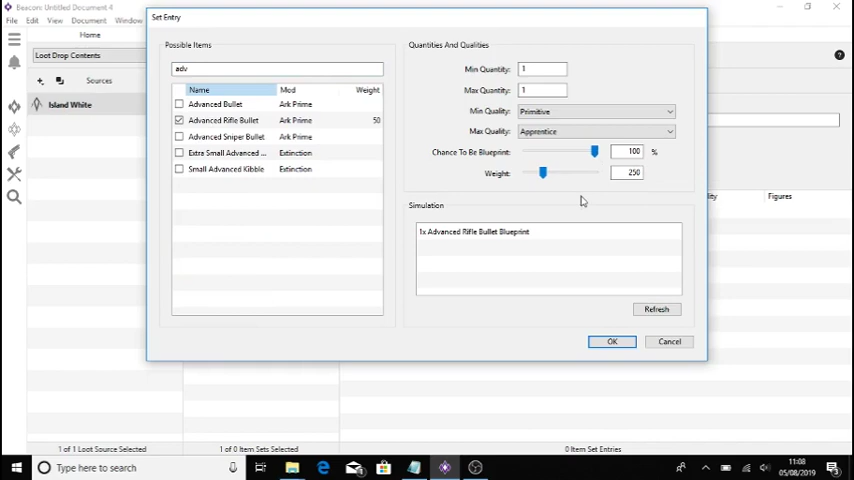 Beacon: Untitled Document 4
File Edit View Document Window
Home
Loot Drop Contents
Sources
Island White
Set Entry
Possible Items
adv
Name Mod Weight
Advanced Bullet Ark Prime
Advanced Rifle Bullet Ark Prime 50
Advanced Sniper Bullet Ark Prime
Extra Small Advanced ... Extinction
Small Advanced Kibble Extinction
Quantities And Qualities
Min Quantity: 1
Max Quantity: 1
Min Quality: Primitive
Max Quality: Apprentice
Chance To Be Blueprint: 100 %
Weight: 250
Simulation
1x Advanced Rifle Bullet Blueprint
Refresh
OK Cancel
Figures
1 of 1 Loot Source Selected
1 of 0 Item Sets Selected
0 Item Set Entries
Type here to search
11:08
05/08/2019